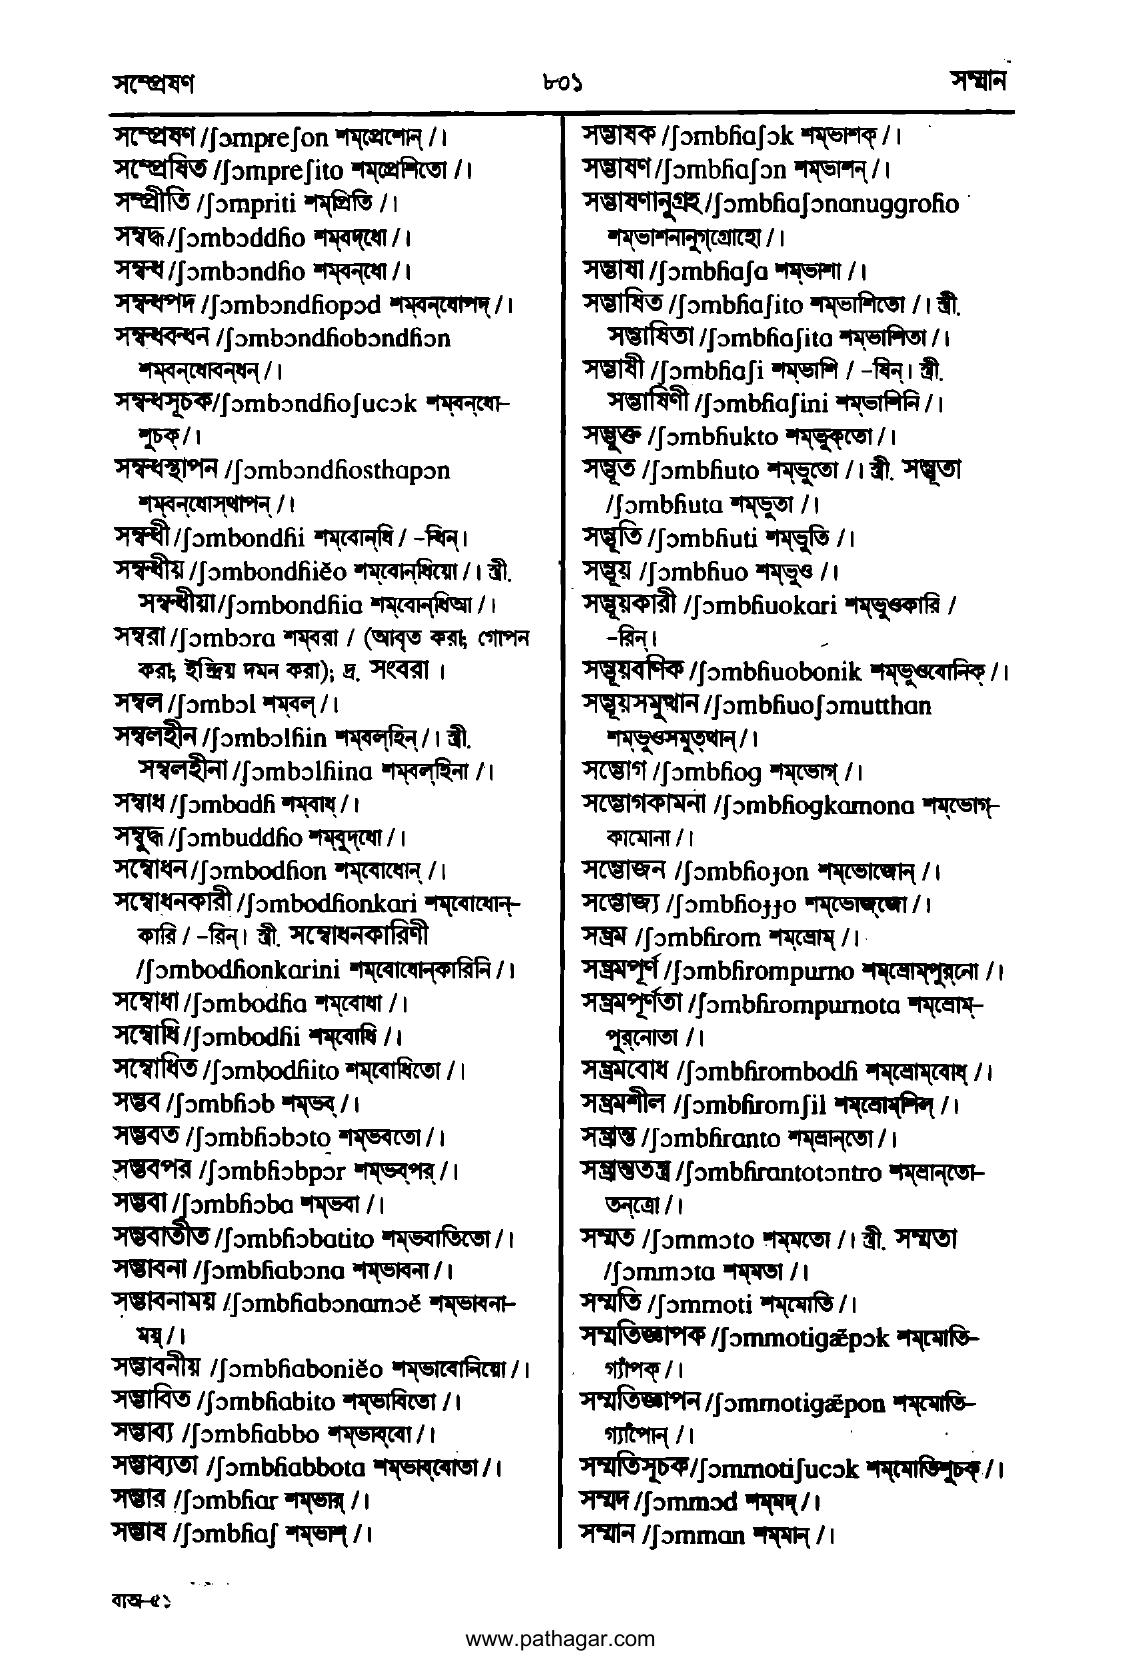 সম্প্রেষণ ৮০১ সম্মান
সম্প্রেষণ /ʃɔmpreʃon শম্‌প্রেশোন্ /।
সম্প্রেষিত /ʃɔmpreʃito শম্‌প্রেশিতো /।
সম্প্রীতি /ʃɔmpriti শম্‌প্রিতি /।
সম্বদ্ধ /ʃɔmbɔddɦo শম্‌বদ্‌ধো /।
সম্বন্ধ /ʃɔmbɔndɦo শম্‌বন্‌ধো /।
সম্বন্ধপদ /ʃɔmbɔndɦopɔd শম্‌বন্‌ধোপদ্ /।
সম্বন্ধবন্ধন /ʃɔmbɔndɦobɔndɦɔn
শম্‌বন্‌ধোবন্‌ধন্ /।
সম্বন্ধসূচক/ʃɔmbɔndɦoʃucɔk শম্‌বন্‌ধো–
শুচক্/।
সম্বন্ধস্থাপন /ʃɔmbɔndɦosthapɔn
শম্‌বন্‌ধোস্‌থাপন্ /।
সম্বন্ধী /ʃɔmbondɦi শম্‌বোন্‌ধি / -ন্ধিন্।
সম্বন্ধীয় /ʃɔmbondɦiĕo শম্‌বোন্‌ধিয়ো /। স্ত্রী.
সম্বন্ধীয়া/ʃɔmbondɦia শম্‌বোন্‌ধিআ /।
সম্বরা /ʃɔmbɔra শম্‌বরা / (আবৃত করা; গোপন
করা; ইন্দ্রিয় দমন করা); দ্র. সংবরা ।
সম্বল /ʃɔmbɔl শম্‌বল্ /।
সম্বলহীন /ʃɔmbɔlɦin শম্‌বল্‌হিন্ /। স্ত্রী.
সম্বলহীনা /ʃɔmbɔlɦina শম্‌বল্‌হিনা /।
সম্বাধ /ʃɔmbadɦ শম্‌বাধ্ /।
সম্বুদ্ধ /ʃɔmbuddɦo শম্‌বুদ্‌ধো /।
সম্বোধন /ʃɔmbodɦon শম্‌বোধোন্ /।
সম্বোধনকারী /ʃɔmbodɦonkari শম্‌বোধোন্–
কারি / -রিন্। স্ত্রী. সম্বোধনকারিণী
/ʃɔmbodɦonkarini শম্‌বোধোন্‌কারিনি /।
সম্বোধা /ʃɔmbodɦa শম্‌বোধা /।
সম্বোধি /ʃɔmbodɦi শম্‌বোধি /।
সম্বোধিত /ʃɔmbodɦito শম্‌বোধিতো /।
সম্ভব /ʃɔmbɦɔb শম্‌ভব্ /।
সম্ভবত /ʃɔmbɦɔbɔto শম্‌ভবতো /।
সম্ভবপর /ʃɔmbɦɔbpɔr শম্‌ভব্‌পর্ /।
সম্ভবা /ʃɔmbɦɔba শম্‌ভবা /।
সম্ভবাতীত /ʃɔmbɦɔbatito শম্‌ভবাতিতো /।
সম্ভাবনা /ʃɔmbɦabɔna শম্‌ভাবনা /।
সম্ভাবনাময় /ʃɔmbɦabɔnamɔĕ শম্‌ভাবনা–
ময়্ /।
সম্ভাবনীয় /ʃɔmbɦaboniĕo শম্‌ভাবোনিয়ো /।
সম্ভাবিত /ʃɔmbɦabito শম্‌ভাবিতো /।
সম্ভাব্য /ʃɔmbɦabbo শম্‌ভাব্‌বো /।
সম্ভাব্যতা /ʃɔmbɦabbota শম্‌ভাব্‌বোতা /।
সম্ভার /ʃɔmbɦar শম্‌ভার্ /।
সম্ভাষ /ʃɔmbɦaʃ শম্‌ভাশ্ /।
সম্ভাষক /ʃɔmbɦaʃɔk শম্‌ভাশক্ /।
সম্ভাষণ /ʃɔmbɦaʃɔn শম্‌ভাশন্ /।
সম্ভাষণানুগ্রহ /ʃɔmbɦaʃɔnanuggroɦo
শম্‌ভাশনানুগ্‌গ্রোহো /।
সম্ভাষা /ʃɔmbɦaʃa শম্‌ভাশা /।
সম্ভাষিত /ʃɔmbɦaʃito শম্‌ভাশিতো /। স্ত্রী.
সম্ভাষিতা /ʃɔmbɦaʃita শম্‌ভাশিতা /।
সম্ভাষী /ʃɔmbɦaʃi শম্‌ভাশি / -ষিন্। স্ত্রী.
সম্ভাষিণী /ʃɔmbɦaʃini শম্‌ভাশিনি /।
সম্ভুক্ত /ʃɔmbɦukto শম্‌ভুক্‌তো /।
সম্ভূত /ʃɔmbɦuto শম্‌ভুতো /। স্ত্রী. সম্ভূতা
/ʃɔmbɦuta শম্‌ভুতা /।
সম্ভূতি /ʃɔmbɦuti শম্‌ভুতি /।
সম্ভূয় /ʃɔmbɦuo শম্‌ভুও /।
সম্ভূয়কারী /ʃɔmbɦuokari শম্‌ভুওকারি /
-রিন্।
সম্ভূয়বণিক /ʃɔmbɦuobonik শম্‌ভুওবোনিক্ /।
সম্ভূয়সমুত্থান /ʃɔmbɦuoʃomutthan
শম্‌ভুওসমুত্‌থান্ /।
সম্ভোগ /ʃɔmbɦog শম্‌ভোগ্ /।
সম্ভোগকামনা /ʃɔmbɦogkamona শম্‌ভোগ্–
কামোনা /।
সম্ভোজন /ʃɔmbɦoɟon শম্‌ভোজোন্ /।
সম্ভোজ্য /ʃɔmbɦoɟɟo শম্‌ভোজ্‌জো /।
সম্ভ্রম /ʃɔmbɦrom শম্‌ভ্রোম্ /।
সম্ভ্রমপূর্ণ /ʃɔmbɦrompurno শম্‌ভ্রোম্‌পুর্‌নো /।
সম্ভ্রমপূর্ণতা /ʃɔmbɦrompurnota শম্‌ভ্রোম্–
পুর্‌নোতা /।
সম্ভ্রমবোধ /ʃɔmbɦrombodɦ শম্‌ভ্রোম্‌বোধ্ /।
সম্ভ্রমশীল /ʃɔmbɦromʃil শম্‌ভ্রোম্‌শিল্ /।
সম্ভ্রান্ত /ʃɔmbɦranto শম্‌ভ্রান্‌তো /।
সম্ভ্রান্ততন্ত্র /ʃɔmbɦrantotɔntro শম্‌ভ্রান্‌তো–
তন্‌ত্রো /।
সম্মত /ʃɔmmɔto শম্‌মতো /। স্ত্রী. সম্মতা
/ʃɔmmɔta শম্‌মতা /।
সম্মতি /ʃɔmmoti শম্‌মোতি /।
সম্মতিজ্ঞাপক /ʃɔmmotigæ̃pɔk শম্‌মোতি–
গ্যাঁপক্ /।
সম্মতিজ্ঞাপন /ʃɔmmotigæ̃pon শম্‌মোতি–
গ্যাঁপোন্ /।
সম্মতিসূচক/ʃɔmmotiʃucɔk শম্‌মোতিশুচক্ /।
সম্মদ /ʃɔmmɔd শম্‌মদ্ /।
সম্মান /ʃɔmman শম্‌মান্ /।
ব্যঅ–৫১
www.pathagar.com